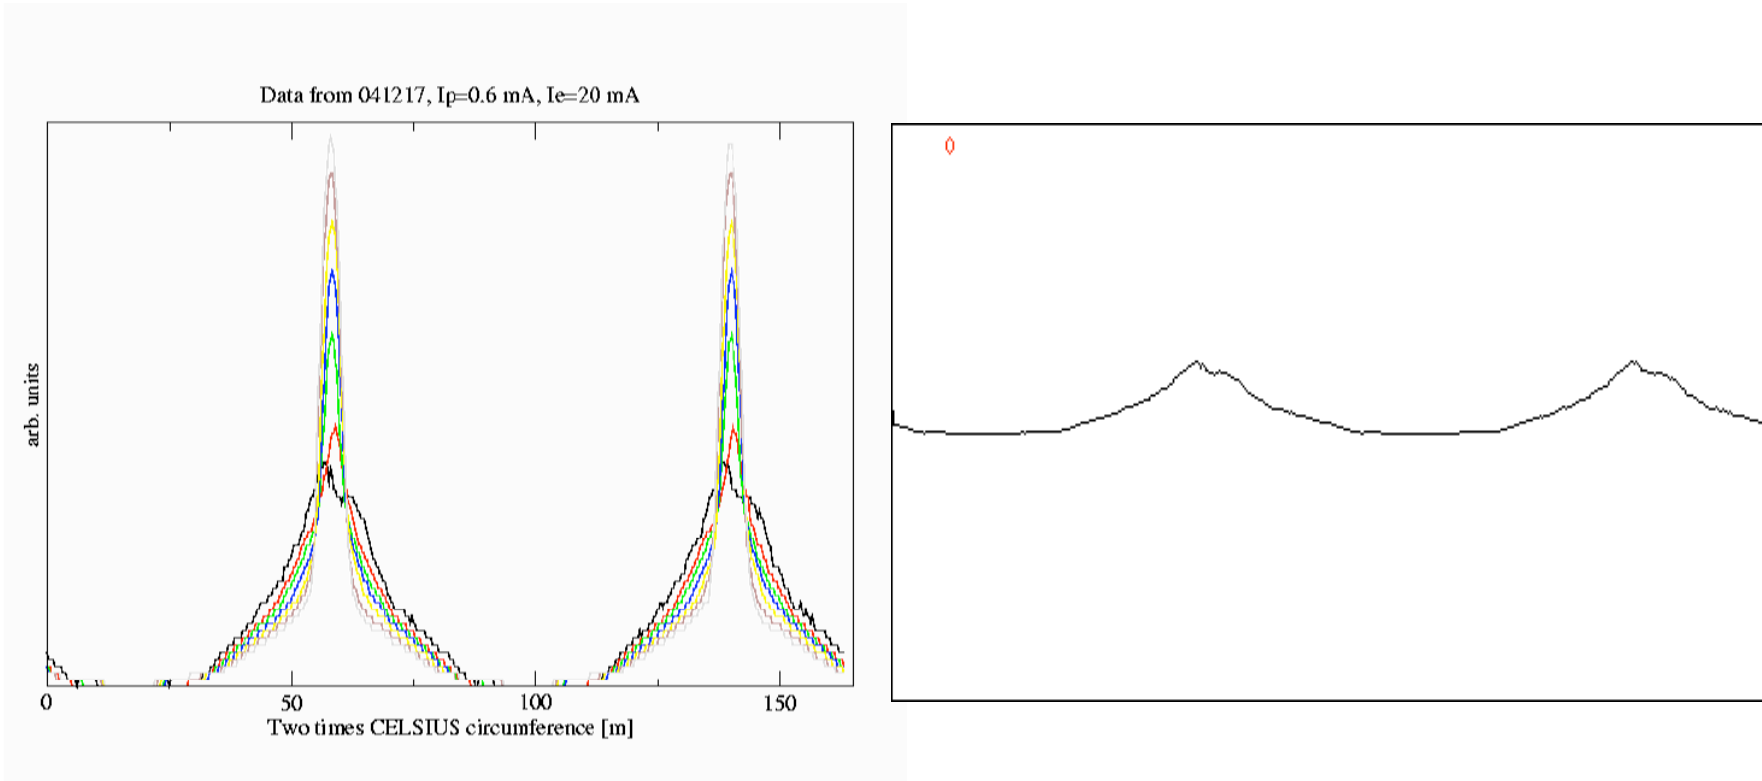 Data from 041217, Ip=0.6 mA, Ie=20 mA
arb. units
0 50 100 150
Two times CELSIUS circumference [m]
0